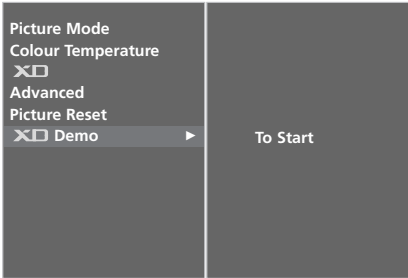 Picture Mode
Colour Temperature
XD
Advanced
Picture Reset
XD Demo ►
To Start